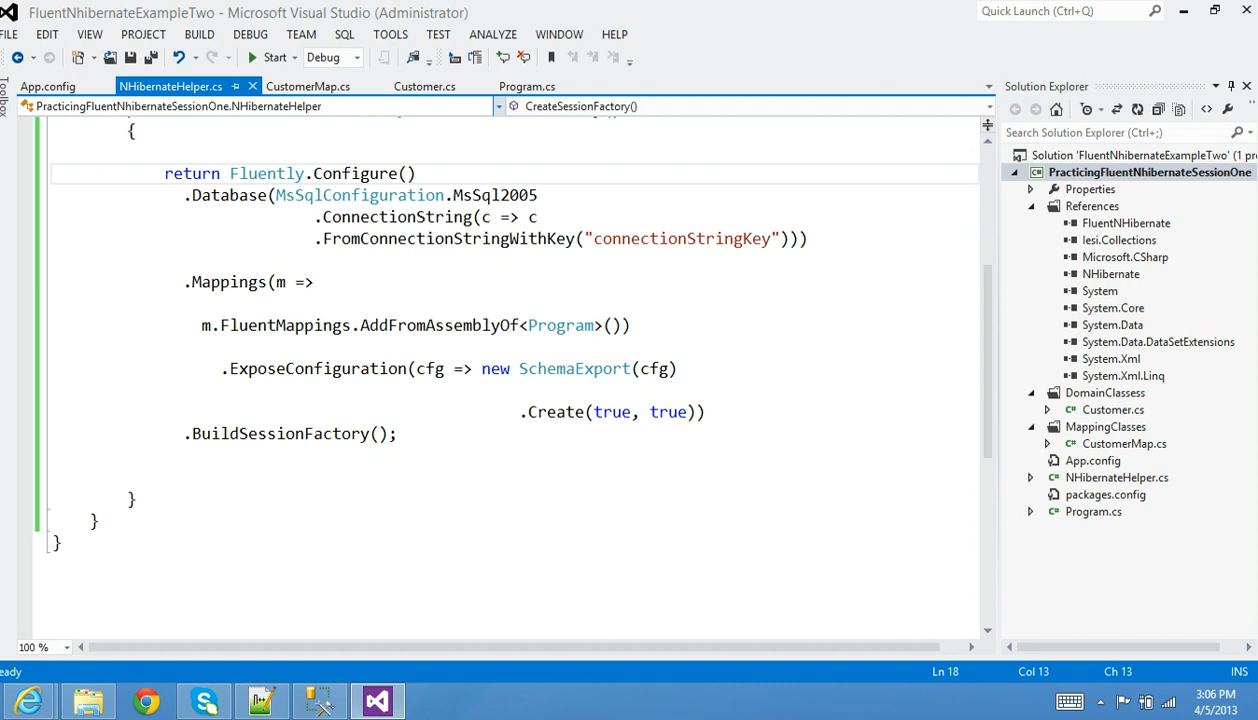 FluentNhibernateExampleTwo - Microsoft Visual Studio (Administrator)
Quick Launch (Ctrl+Q)
FILE EDIT VIEW PROJECT BUILD DEBUG TEAM SQL TOOLS TEST ANALYZE WINDOW HELP
Start Debug
Toolbox
App.config NHibernateHelper.cs CustomerMap.cs Customer.cs Program.cs
PracticingFluentNhibernateSessionOne.NHibernateHelper CreateSessionFactory()
{
return Fluently.Configure()
.Database(MsSqlConfiguration.MsSql2005
.ConnectionString(c => c
.FromConnectionStringWithKey("connectionStringKey")))
.Mappings(m =>
m.FluentMappings.AddFromAssemblyOf<Program>())
.ExposeConfiguration(cfg => new SchemaExport(cfg)
.Create(true, true))
.BuildSessionFactory();
}
}
}
100 %
Solution Explorer
Search Solution Explorer (Ctrl+;)
Solution 'FluentNhibernateExampleTwo' (1 pr
PracticingFluentNhibernateSessionOne
Properties
References
FluentNHibernate
Iesi.Collections
Microsoft.CSharp
NHibernate
System
System.Core
System.Data
System.Data.DataSetExtensions
System.Xml
System.Xml.Linq
DomainClassess
Customer.cs
MappingClasses
CustomerMap.cs
App.config
NHibernateHelper.cs
packages.config
Program.cs
eady Ln 18 Col 13 Ch 13 INS
3:06 PM
4/5/2013